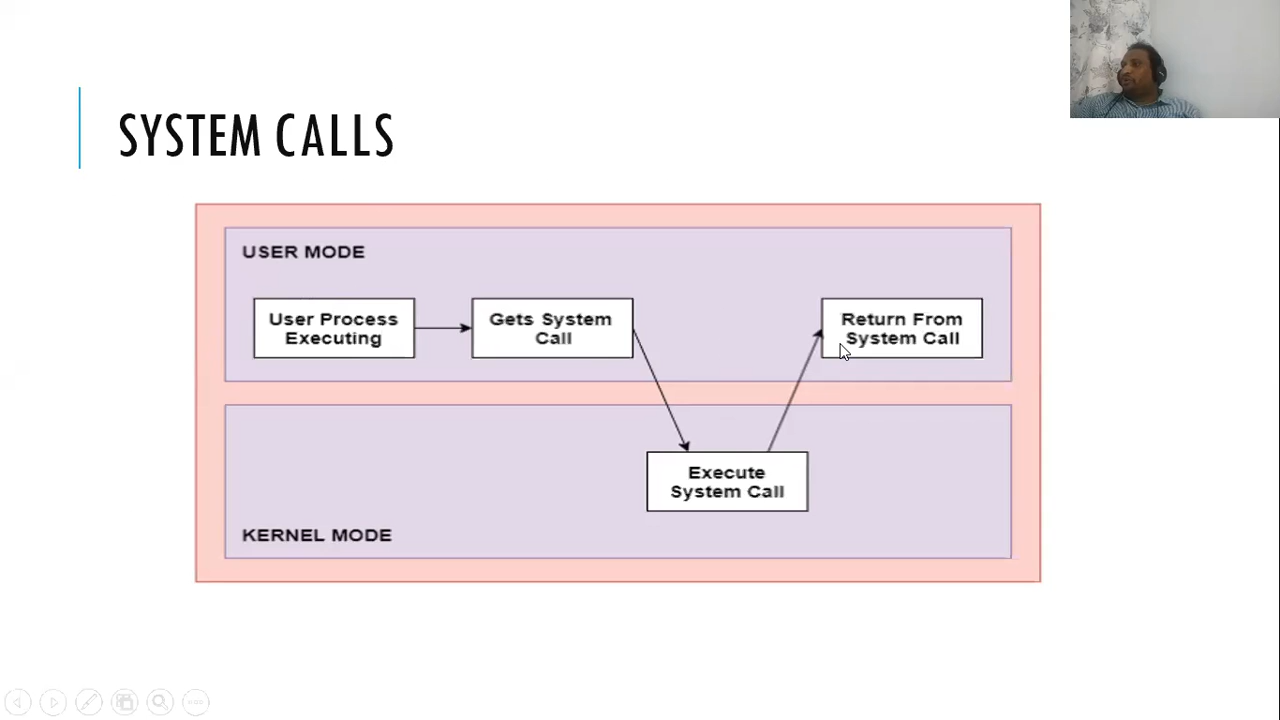 SYSTEM CALLS
USER MODE
User Process
Executing
Gets System
Call
Return From
System Call
Execute
System Call
KERNEL MODE